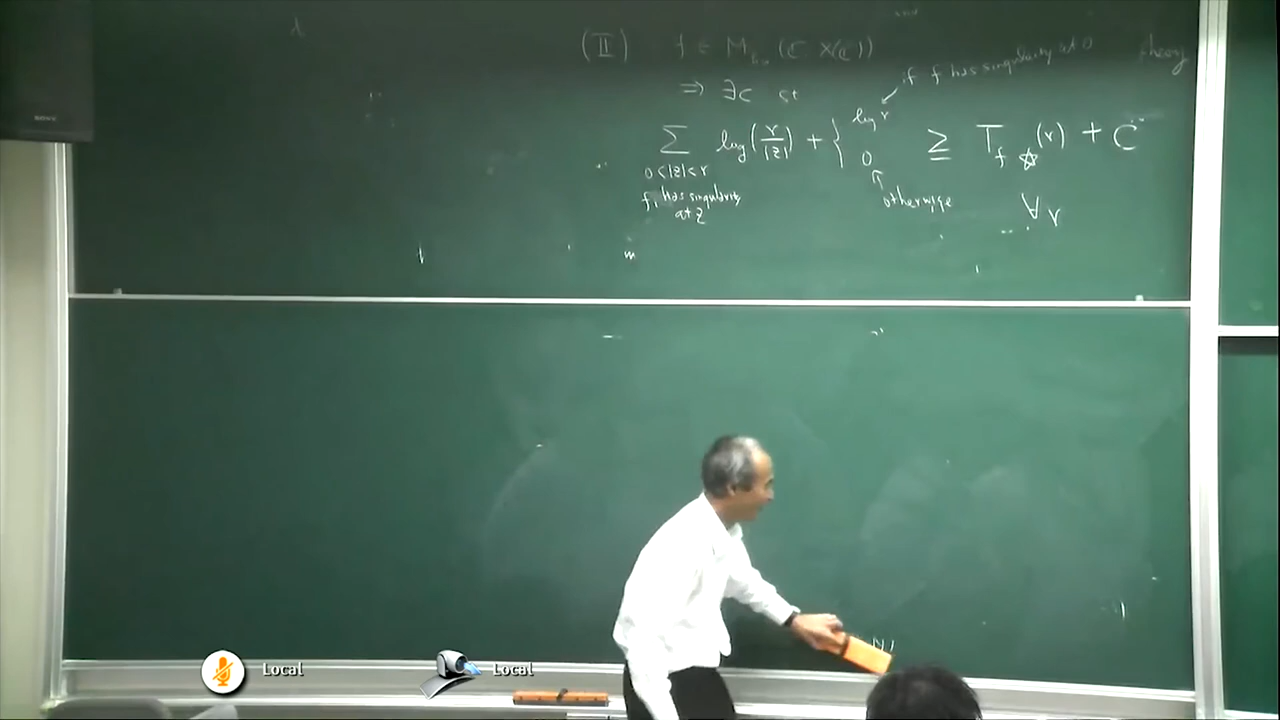 (II) f ∈ M (ℂ X(ℂ))
if f has singularity at 0
theory
⇒ ∃c st
∑ log(r/|z|) + { log r ≧ T_f☆(r) + C
0<|z|<r 0
f, has singularity at z
otherwise
∀r
SONY
Local
Local